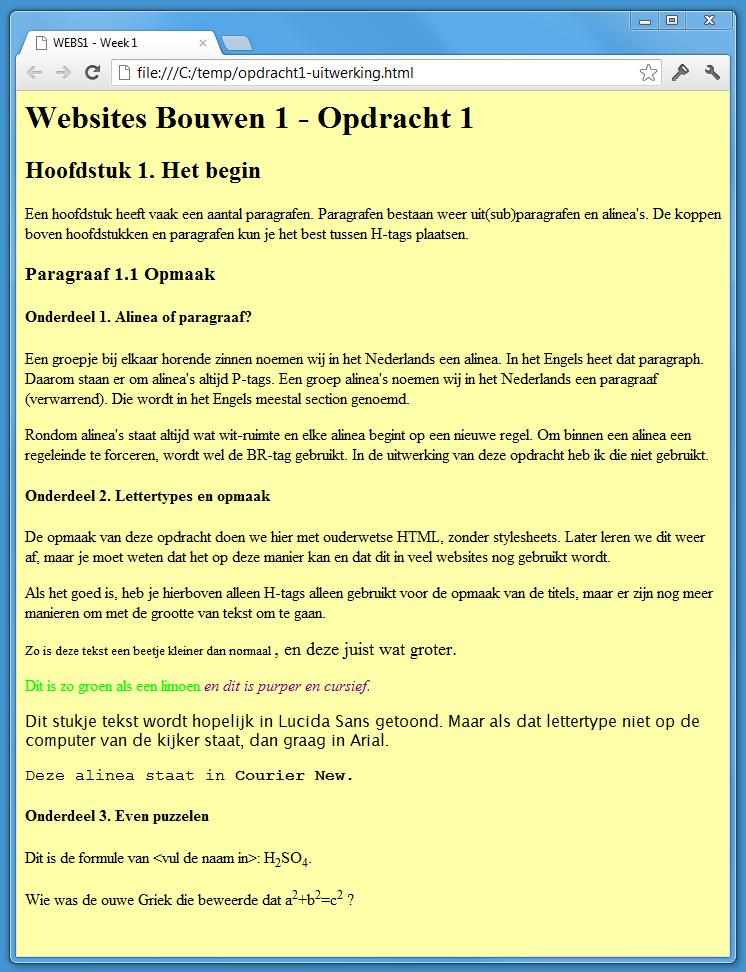 WEBS1 - Week 1
file:///C:/temp/opdracht1-uitwerking.html
Websites Bouwen 1 - Opdracht 1
Hoofdstuk 1. Het begin
Een hoofdstuk heeft vaak een aantal paragrafen. Paragrafen bestaan weer uit(sub)paragrafen en alinea's. De koppen
boven hoofdstukken en paragrafen kun je het best tussen H-tags plaatsen.
Paragraaf 1.1 Opmaak
Onderdeel 1. Alinea of paragraaf?
Een groepje bij elkaar horende zinnen noemen wij in het Nederlands een alinea. In het Engels heet dat paragraph.
Daarom staan er om alinea's altijd P-tags. Een groep alinea's noemen wij in het Nederlands een paragraaf
(verwarrend). Die wordt in het Engels meestal section genoemd.
Rondom alinea's staat altijd wat wit-ruimte en elke alinea begint op een nieuwe regel. Om binnen een alinea een
regeleinde te forceren, wordt wel de BR-tag gebruikt. In de uitwerking van deze opdracht heb ik die niet gebruikt.
Onderdeel 2. Lettertypes en opmaak
De opmaak van deze opdracht doen we hier met ouderwetse HTML, zonder stylesheets. Later leren we dit weer
af, maar je moet weten dat het op deze manier kan en dat dit in veel websites nog gebruikt wordt.
Als het goed is, heb je hierboven alleen H-tags alleen gebruikt voor de opmaak van de titels, maar er zijn nog meer
manieren om met de grootte van tekst om te gaan.
Zo is deze tekst een beetje kleiner dan normaal , en deze juist wat groter.
Dit is zo groen als een limoen en dit is purper en cursief.
Dit stukje tekst wordt hopelijk in Lucida Sans getoond. Maar als dat lettertype niet op de
computer van de kijker staat, dan graag in Arial.
Deze alinea staat in Courier New.
Onderdeel 3. Even puzzelen
Dit is de formule van <vul de naam in>: H₂SO₄.
Wie was de ouwe Griek die beweerde dat a²+b²=c² ?